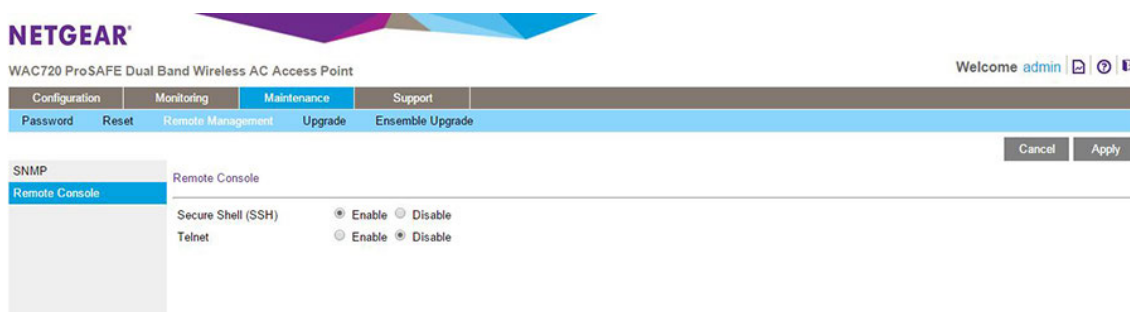 NETGEAR®
WAC720 ProSAFE Dual Band Wireless AC Access Point
Welcome admin
Configuration Monitoring Maintenance Support
Password Reset Remote Management Upgrade Ensemble Upgrade
Cancel Apply
SNMP
Remote Console
Remote Console
Secure Shell (SSH) Enable Disable
Telnet Enable Disable